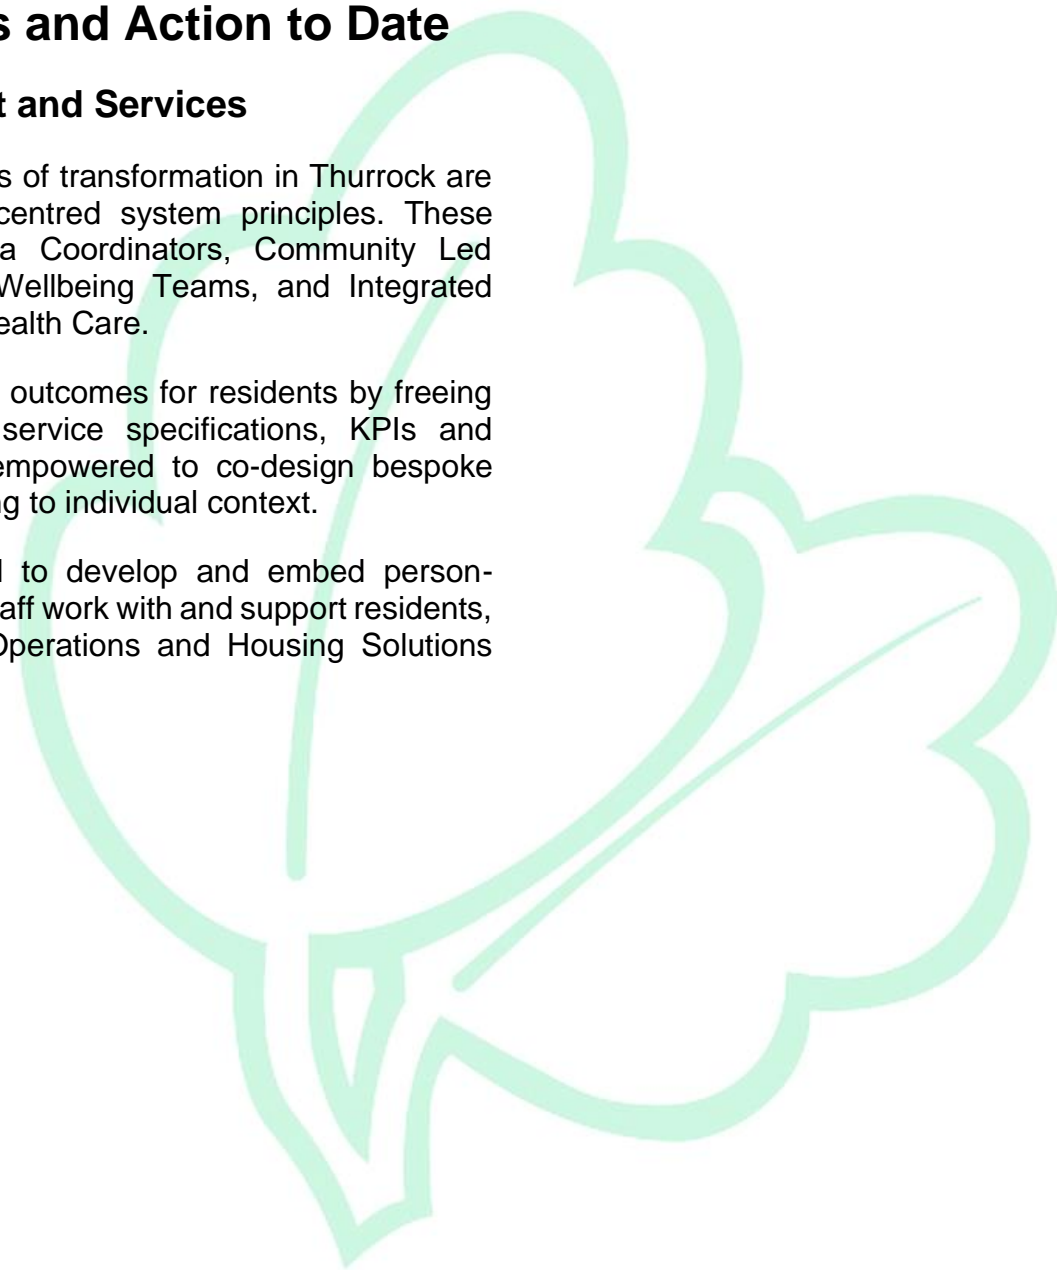 s and Action to Date
t and Services
s of transformation in Thurrock are
centred system principles. These
a Coordinators, Community Led
Wellbeing Teams, and Integrated
ealth Care.
outcomes for residents by freeing
service specifications, KPIs and
empowered to co-design bespoke
ng to individual context.
to develop and embed person-
aff work with and support residents,
Operations and Housing Solutions